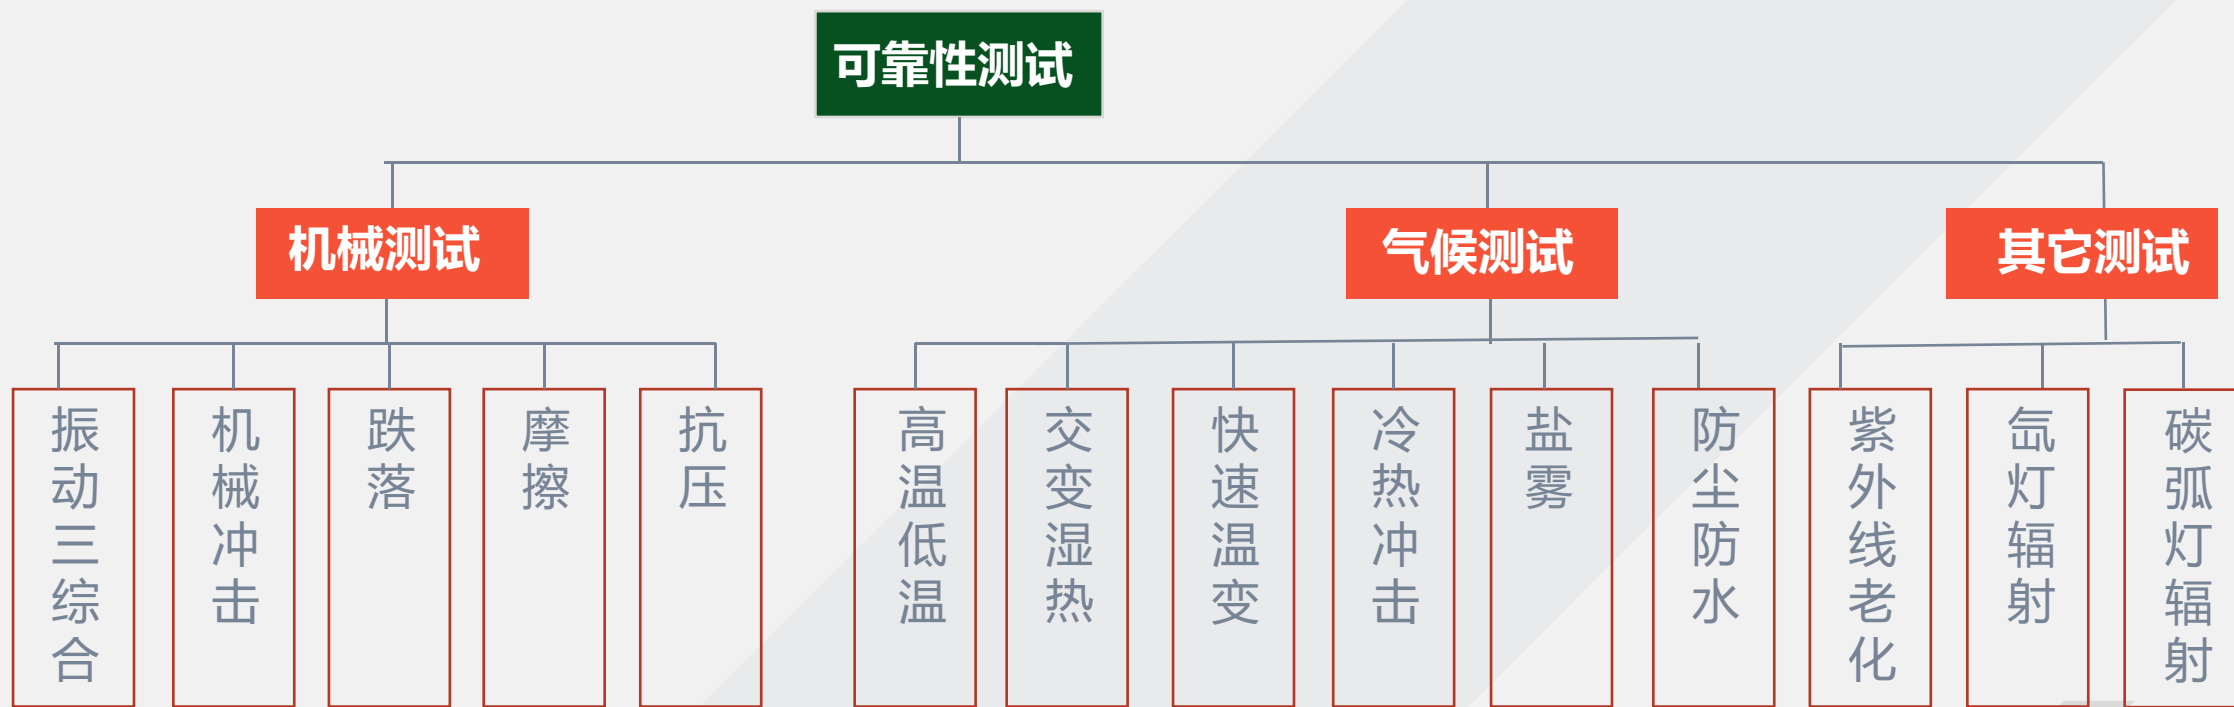 可靠性测试
机械测试
气候测试
其它测试
振动三综合
机械冲击
跌落
摩擦
抗压
高温低温
交变湿热
快速温变
冷热冲击
盐雾
防尘防水
紫外线老化
氙灯辐射
碳弧灯辐射